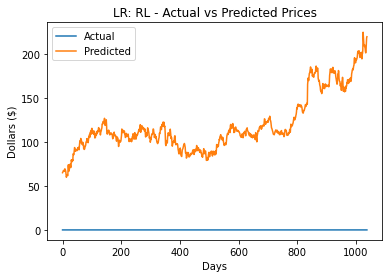 LR: RL - Actual vs Predicted Prices
Actual
Predicted
Dollars ($)
200
150
100
50
0
0 200 400 600 800 1000
Days